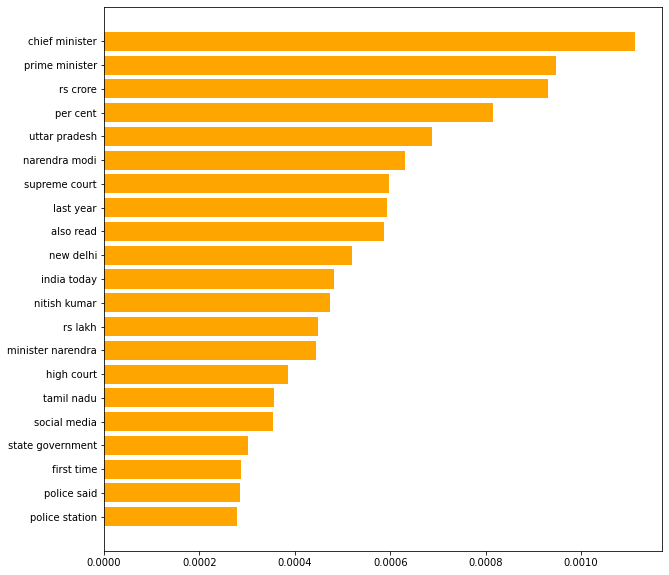 chief minister
prime minister
rs crore
per cent
uttar pradesh
narendra modi
supreme court
last year
also read
new delhi
india today
nitish kumar
rs lakh
minister narendra
high court
tamil nadu
social media
state government
first time
police said
police station
0.0000 0.0002 0.0004 0.0006 0.0008 0.0010